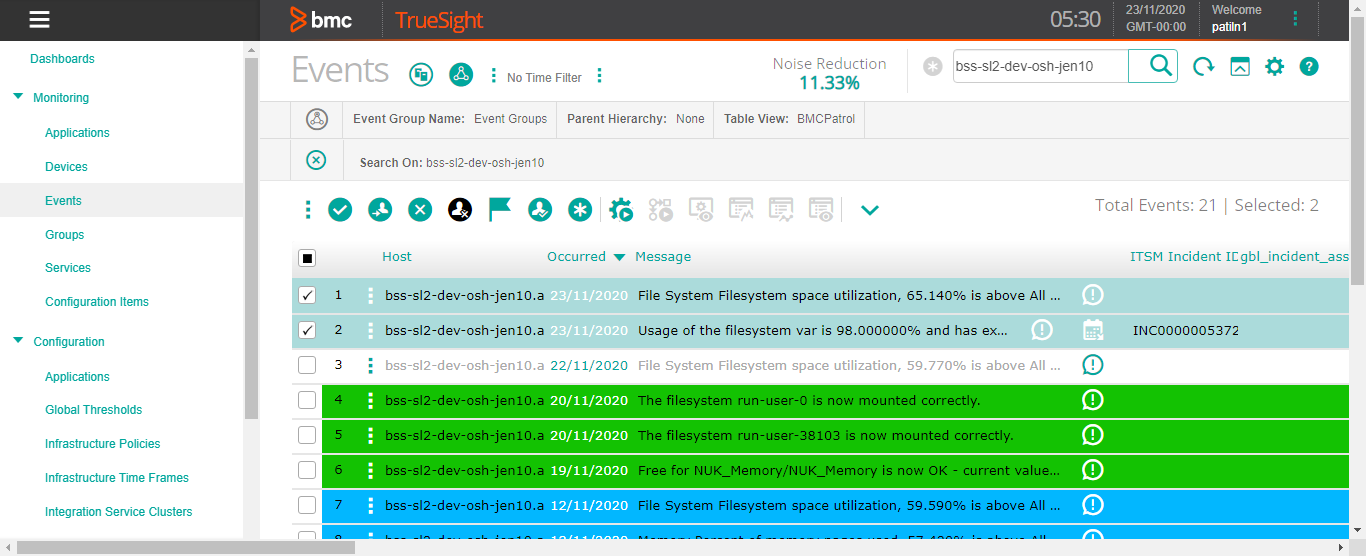 bmc TrueSight 05:30 23/11/2020 GMT-00:00 Welcome patiln1
Dashboards
Monitoring
Applications
Devices
Events
Groups
Services
Configuration Items
Configuration
Applications
Global Thresholds
Infrastructure Policies
Infrastructure Time Frames
Integration Service Clusters
Events No Time Filter Noise Reduction 11.33% bss-sl2-dev-osh-jen10
Event Group Name: Event Groups Parent Hierarchy: None Table View: BMCPatrol
Search On: bss-sl2-dev-osh-jen10
Total Events: 21 | Selected: 2
Host Occurred Message ITSM Incident ID gbl_incident_ass
1 bss-sl2-dev-osh-jen10.a 23/11/2020 File System Filesystem space utilization, 65.140% is above All ...
2 bss-sl2-dev-osh-jen10.a 23/11/2020 Usage of the filesystem var is 98.000000% and has ex... INC0000005372
3 bss-sl2-dev-osh-jen10.a 22/11/2020 File System Filesystem space utilization, 59.770% is above All ...
4 bss-sl2-dev-osh-jen10.a 20/11/2020 The filesystem run-user-0 is now mounted correctly.
5 bss-sl2-dev-osh-jen10.a 20/11/2020 The filesystem run-user-38103 is now mounted correctly.
6 bss-sl2-dev-osh-jen10.a 19/11/2020 Free for NUK_Memory/NUK_Memory is now OK - current value...
7 bss-sl2-dev-osh-jen10.a 12/11/2020 File System Filesystem space utilization, 59.590% is above All ...